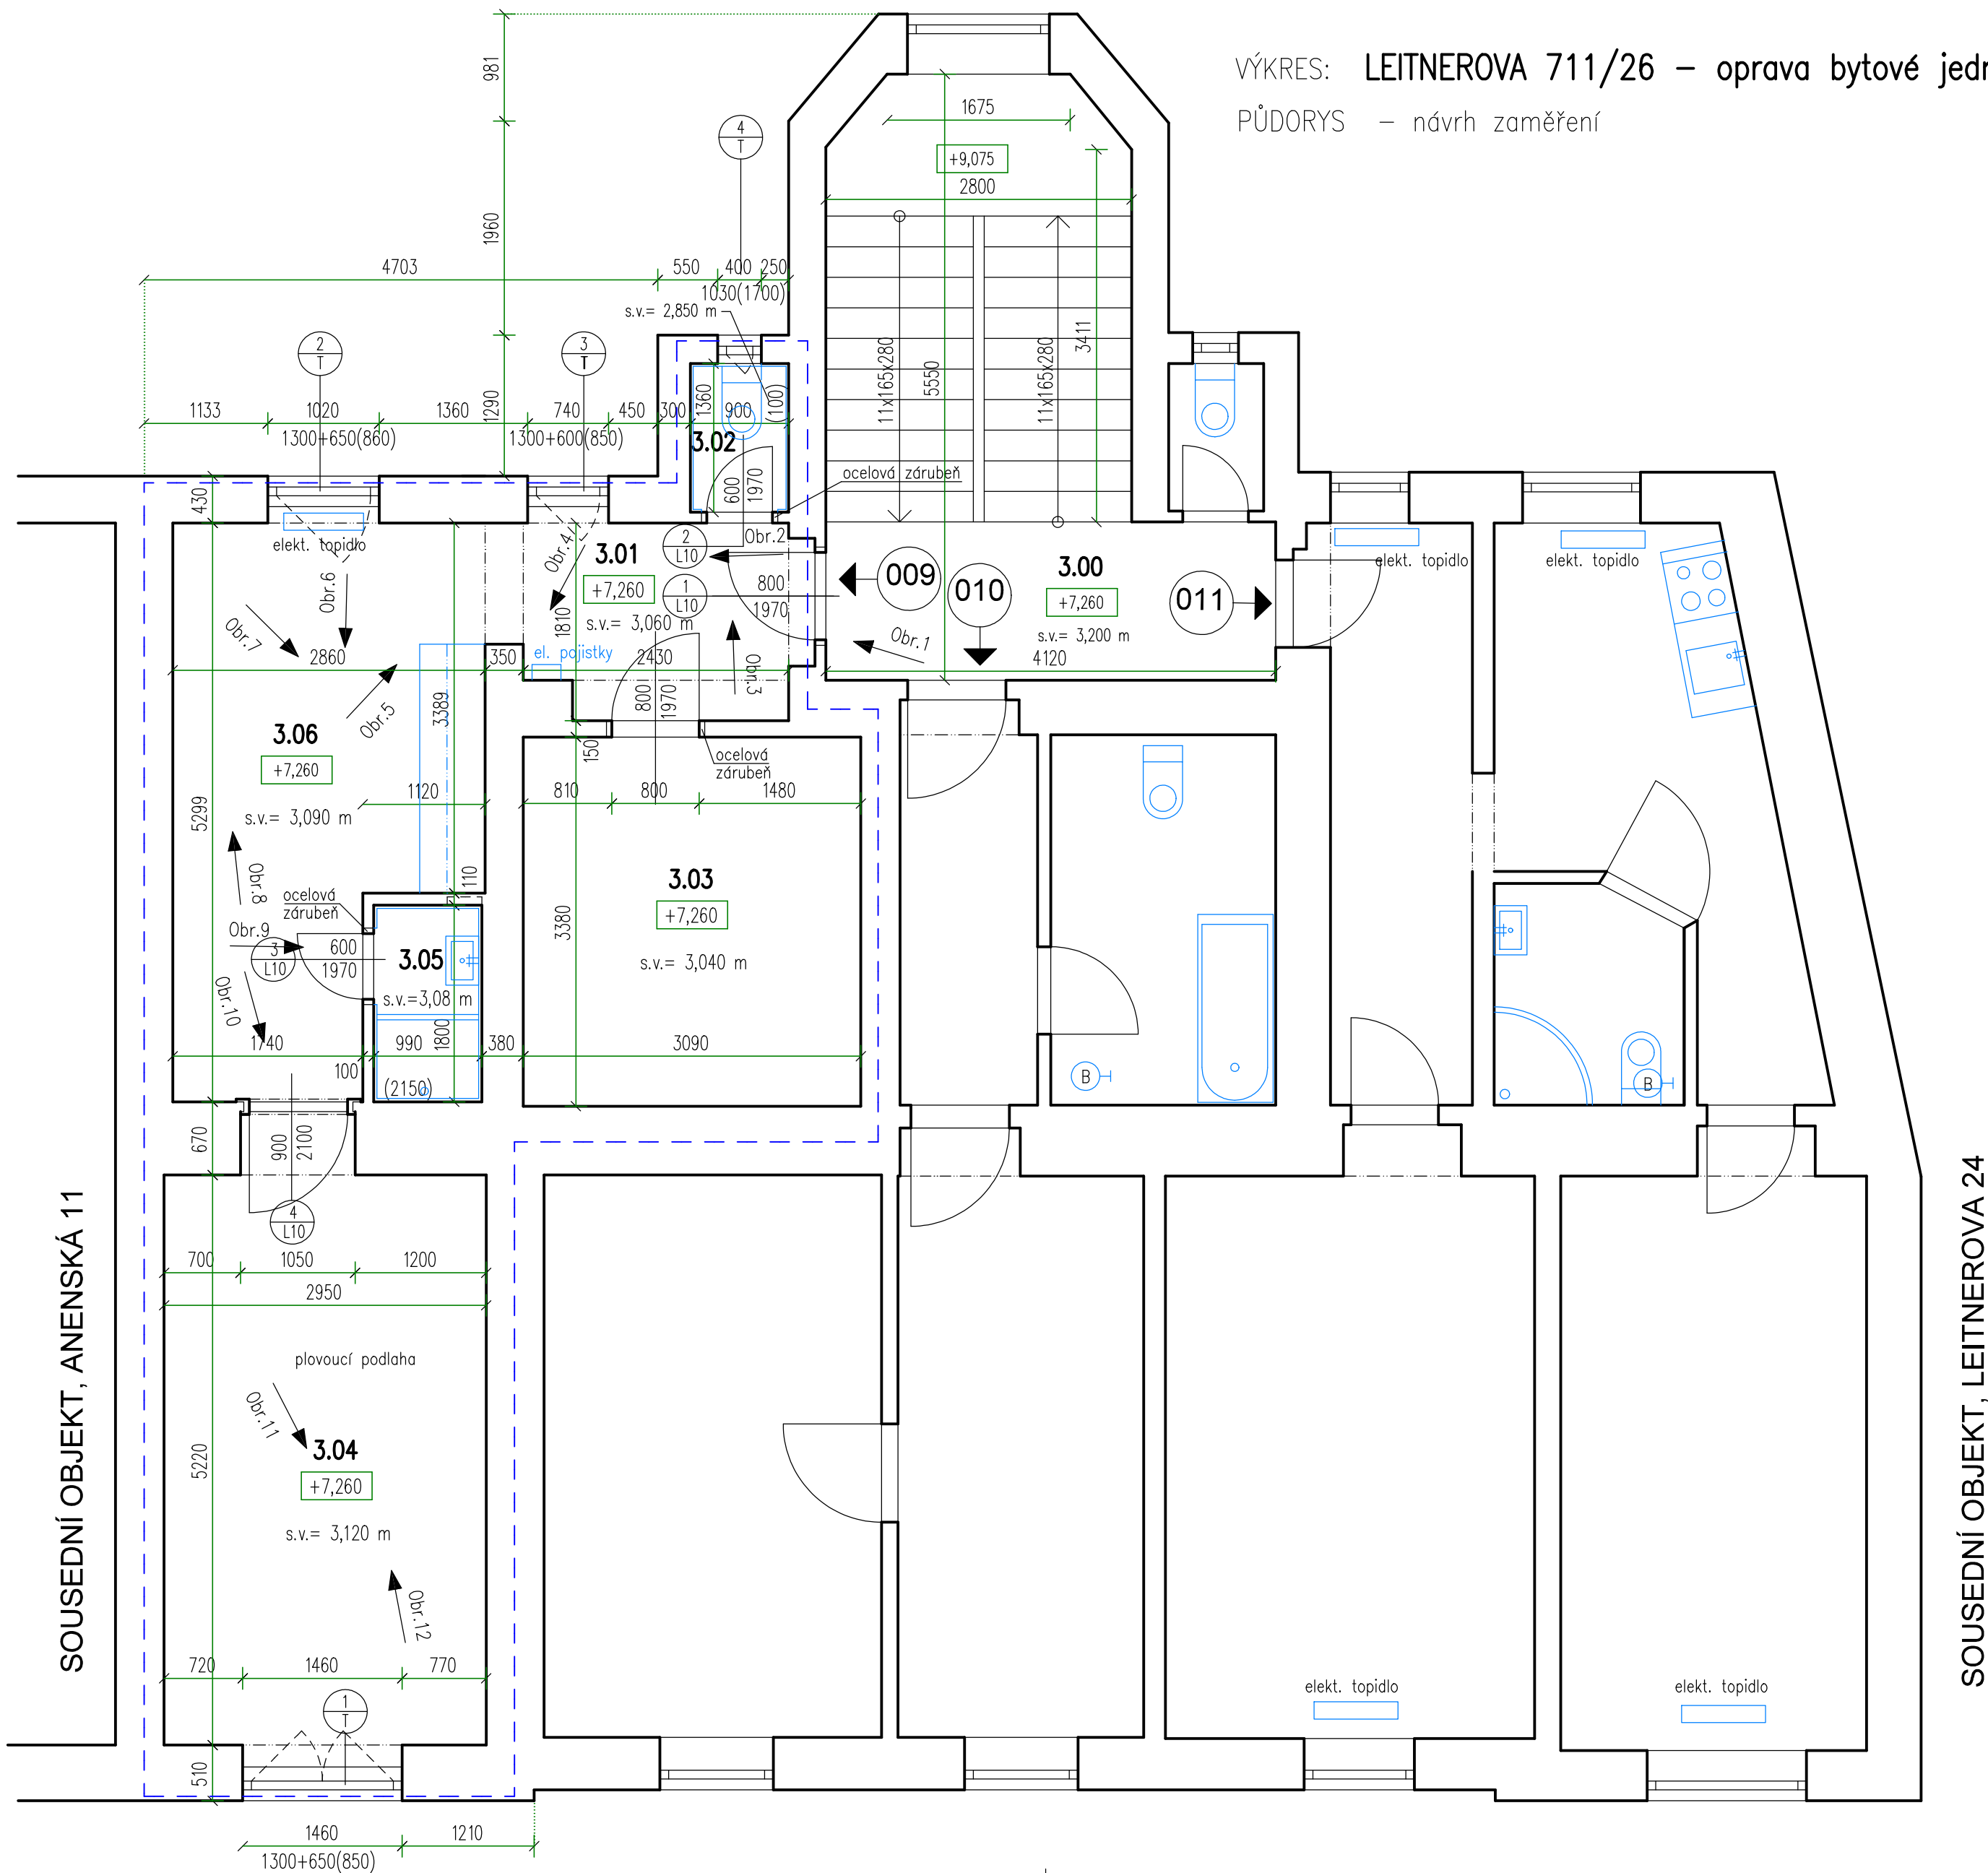 VÝKRES: LEITNEROVA 711/26 – oprava bytové
PŮDORYS – návrh zaměření
981
1675
4
T
+9,075
2800
1960
4703
550
400
250
1030(1700)
s.v.= 2,850 m
2
T
3
T
11x165x280
5550
11x165x280
3411
1133
1020
1360
740
450
300
1290
1360
900
(100)
1300+650(860)
1300+600(850)
3.02
ocelová zárubeň
430
600
1970
elekt. topidlo
Obr.4
3.01
2
L10
Obr.2
009
010
3.00
011
elekt. topidlo
elekt. topidlo
Obr.6
+7,260
1
L10
800
1970
+7,260
1810
s.v.= 3,060 m
s.v.= 3,200 m
Obr.7
Obr.1
2860
350
el. pojistky
2430
4120
Obr.3
3389
Obr.5
800
1970
3.06
+7,260
150
ocelová
zárubeň
1120
810
800
1480
5299
s.v.= 3,090 m
Obr.8
ocelová
zárubeň
110
3.03
+7,260
3380
Obr.9
3
L10
600
1970
3.05
s.v.= 3,040 m
s.v.=3,08 m
Obr.10
1740
990
1800
380
3090
100
(2150)
B
B
670
900
2100
4
L10
700
1050
1200
2950
SOUSEDNÍ OBJEKT, ANENSKÁ 11
SOUSEDNÍ OBJEKT, LEITNEROVA 24
plovoucí podlaha
Obr.11
3.04
5220
+7,260
s.v.= 3,120 m
Obr.12
720
1460
770
1
T
elekt. topidlo
elekt. topidlo
510
1460
1210
1300+650(850)